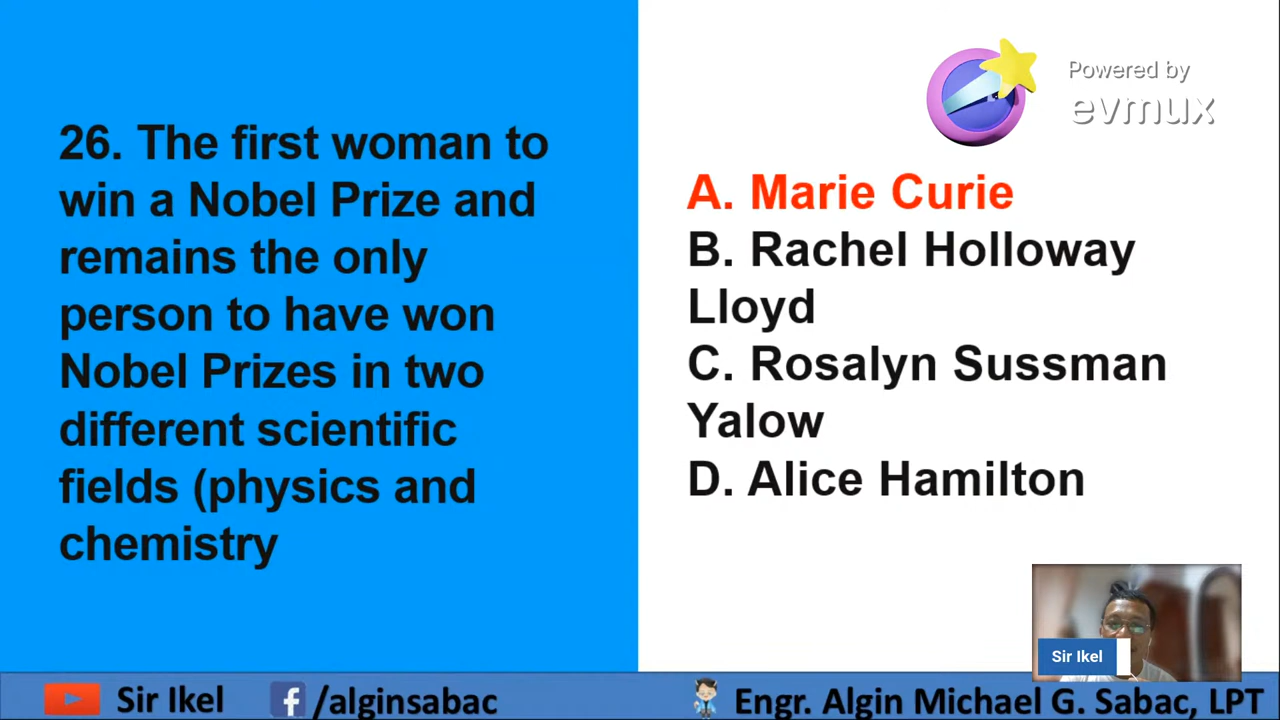 26. The first woman to
win a Nobel Prize and
remains the only
person to have won
Nobel Prizes in two
different scientific
fields (physics and
chemistry
Powered by
evmux
A. Marie Curie
B. Rachel Holloway
Lloyd
C. Rosalyn Sussman
Yalow
D. Alice Hamilton
Sir Ikel
Sir Ikel
/alginsabac
Engr. Algin Michael G. Sabac, LPT